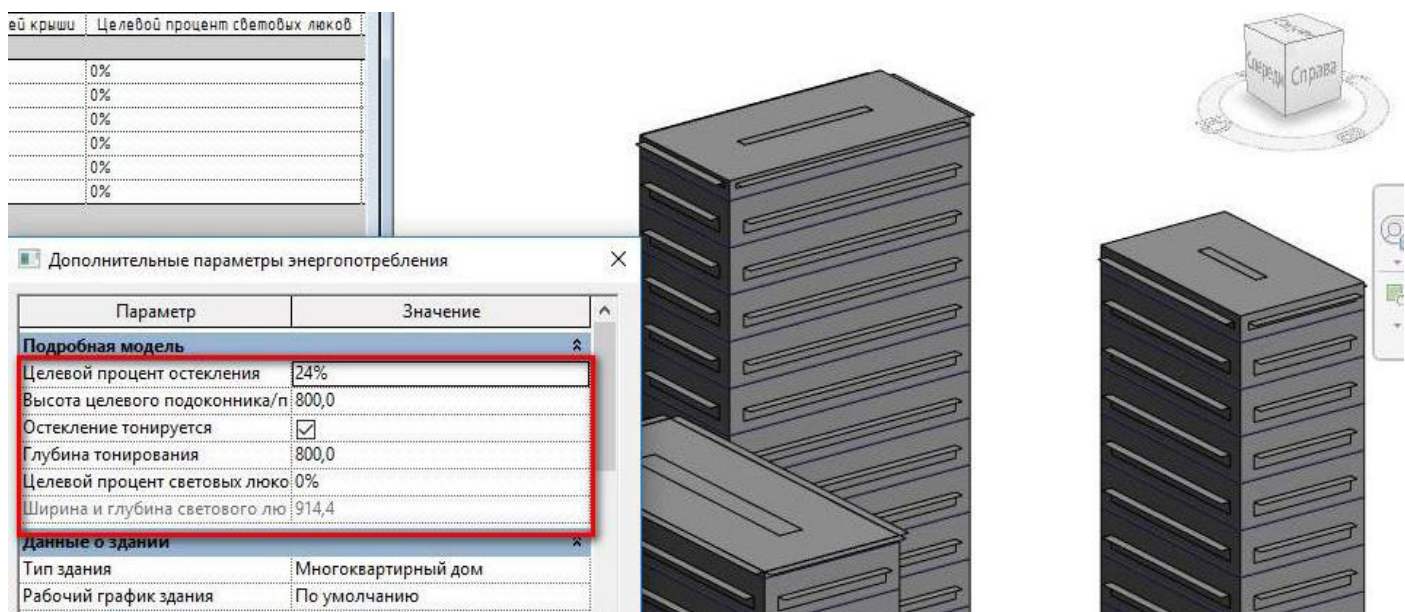 ей крыши Целевой процент световых люков
0%
0%
0%
0%
0%
0%
Спереди Справа
Дополнительные параметры энергопотребления
Параметр Значение
Подробная модель
Целевой процент остекления 24%
Высота целевого подоконника/п 800,0
Остекление тонируется
Глубина тонирования 800,0
Целевой процент световых люко 0%
Ширина и глубина светового лю 914,4
Данные о здании
Тип здания Многоквартирный дом
Рабочий график здания По умолчанию